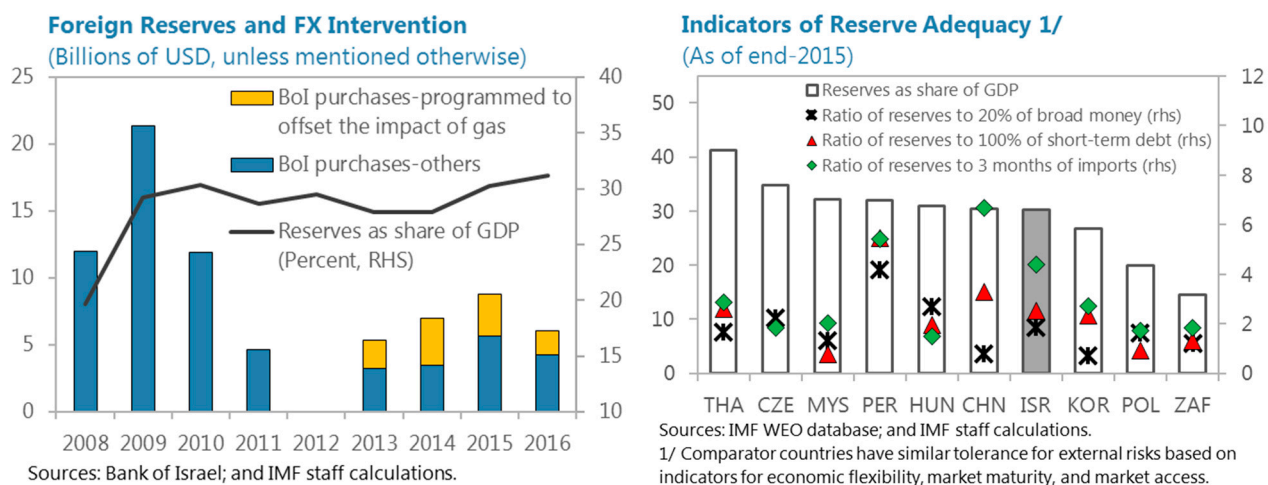 Foreign Reserves and FX Intervention
(Billions of USD, unless mentioned otherwise)
25
20
15
10
5
0
40
35
30
25
20
15
10
BoI purchases-programmed to
offset the impact of gas
BoI purchases-others
Reserves as share of GDP
(Percent, RHS)
2008 2009 2010 2011 2012 2013 2014 2015 2016
Sources: Bank of Israel; and IMF staff calculations.
Indicators of Reserve Adequacy 1/
(As of end-2015)
50
40
30
20
10
0
12
10
8
6
4
2
0
Reserves as share of GDP
Ratio of reserves to 20% of broad money (rhs)
Ratio of reserves to 100% of short-term debt (rhs)
Ratio of reserves to 3 months of imports (rhs)
THA CZE MYS PER HUN CHN ISR KOR POL ZAF
Sources: IMF WEO database; and IMF staff calculations.
1/ Comparator countries have similar tolerance for external risks based on
indicators for economic flexibility, market maturity, and market access.